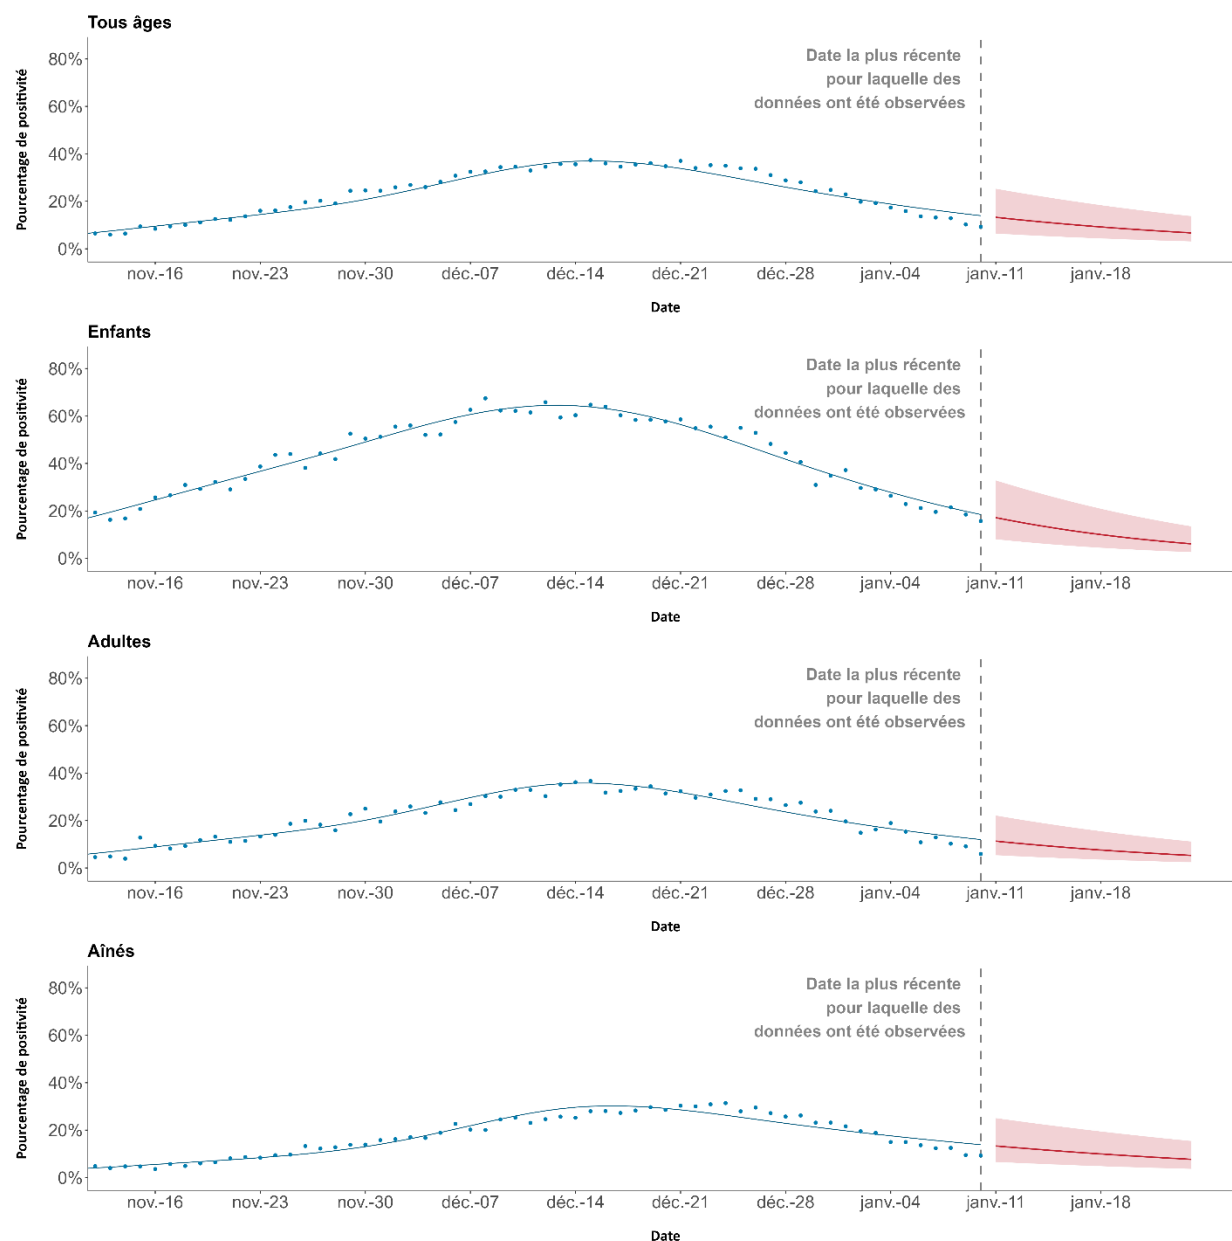 Tous âges
Pourcentage de positivité
80%
60%
40%
20%
0%
Date la plus récente
pour laquelle des
données ont été observées
nov.-16 nov.-23 nov.-30 déc.-07 déc.-14 déc.-21 déc.-28 janv.-04 janv.-11 janv.-18
Date
Enfants
Pourcentage de positivité
80%
60%
40%
20%
0%
Date la plus récente
pour laquelle des
données ont été observées
nov.-16 nov.-23 nov.-30 déc.-07 déc.-14 déc.-21 déc.-28 janv.-04 janv.-11 janv.-18
Date
Adultes
Pourcentage de positivité
80%
60%
40%
20%
0%
Date la plus récente
pour laquelle des
données ont été observées
nov.-16 nov.-23 nov.-30 déc.-07 déc.-14 déc.-21 déc.-28 janv.-04 janv.-11 janv.-18
Date
Aînés
Pourcentage de positivité
80%
60%
40%
20%
0%
Date la plus récente
pour laquelle des
données ont été observées
nov.-16 nov.-23 nov.-30 déc.-07 déc.-14 déc.-21 déc.-28 janv.-04 janv.-11 janv.-18
Date